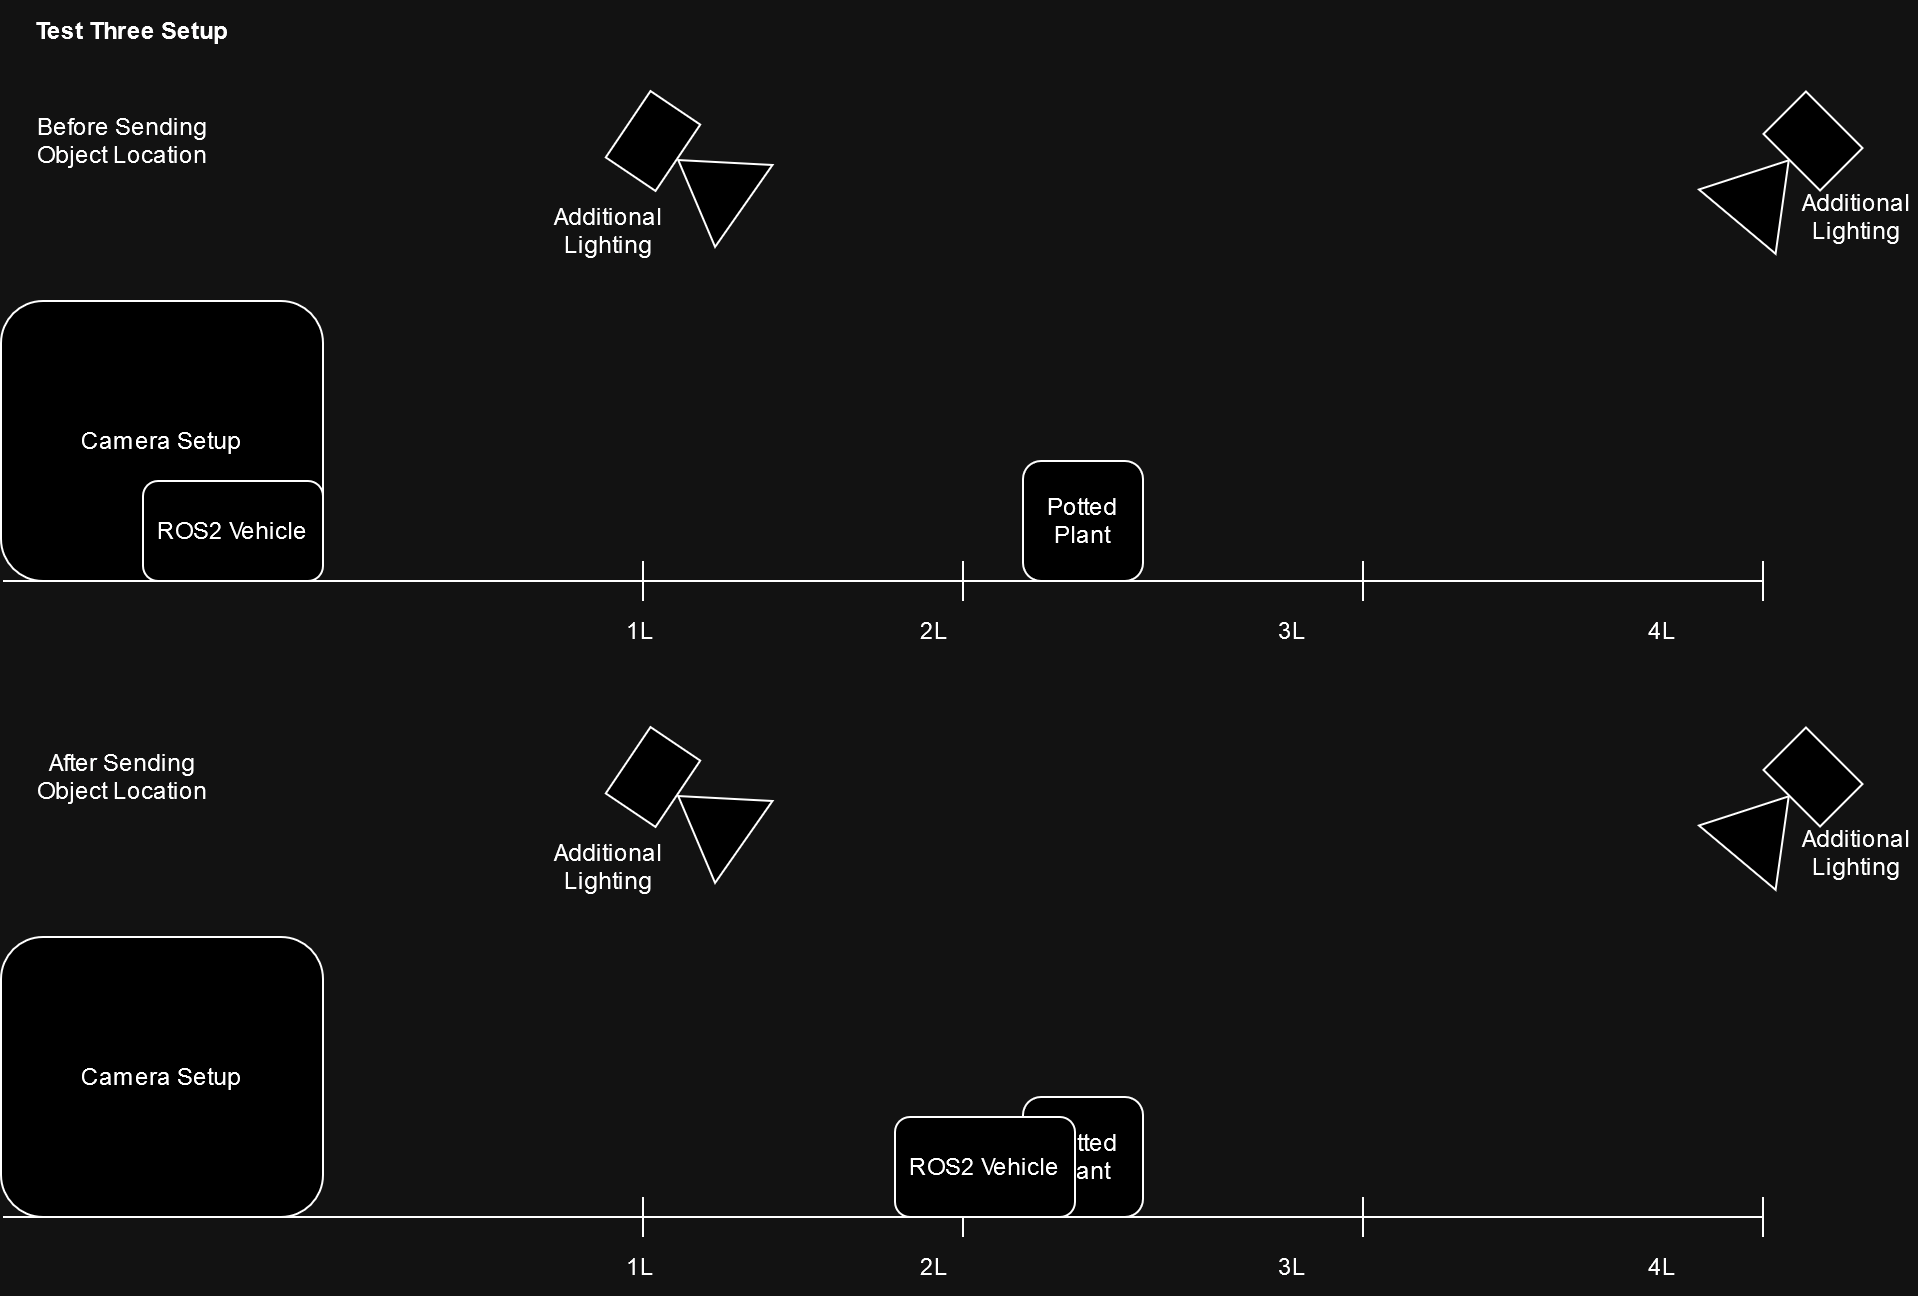 Test Three Setup
Before Sending
Object Location
Additional
Lighting
Additional
Lighting
Camera Setup
ROS2 Vehicle
Potted
Plant
1L
2L
3L
4L
After Sending
Object Location
Additional
Lighting
Additional
Lighting
Camera Setup
ROS2 Vehicle
tted
ant
1L
2L
3L
4L